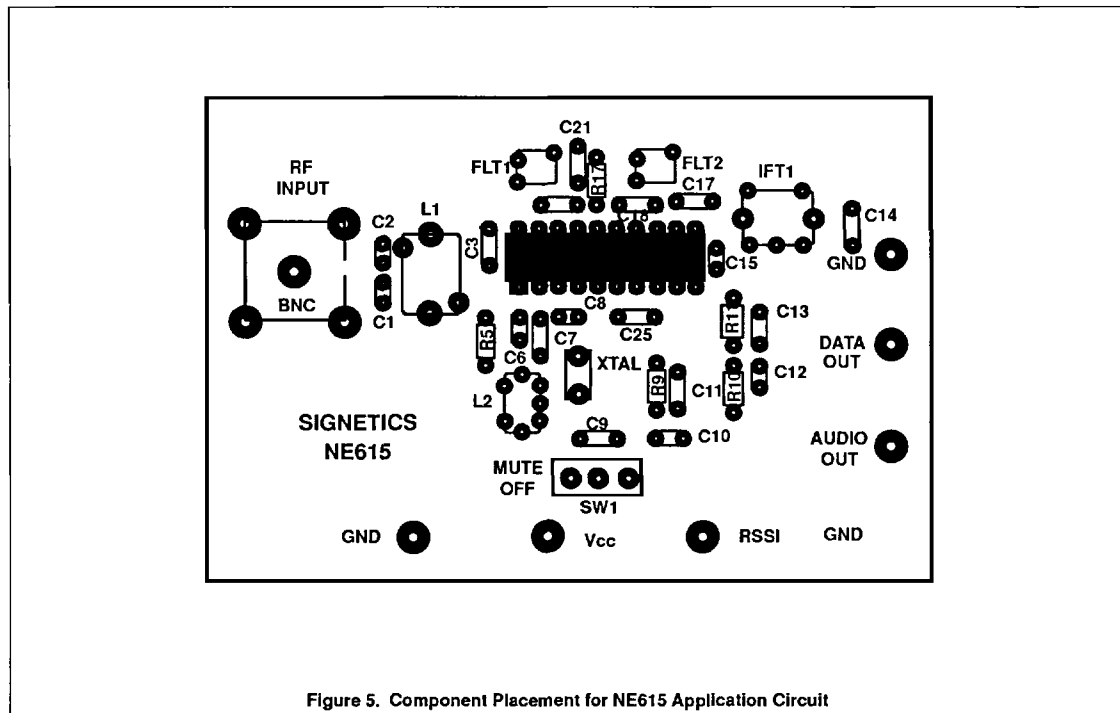 C21
FLT1
R17
FLT2
IFT1
RF
INPUT
C17
C18
C14
L1
C2
C3
C15
GND
BNC
C1
C8
R5
C6
C7
C25
R11
C13
DATA
OUT
XTAL
R9
C11
R10
C12
L2
SIGNETICS
NE615
C9
C10
AUDIO
OUT
MUTE
OFF
SW1
GND
Vcc
RSSI
GND
Figure 5. Component Placement for NE615 Application Circuit